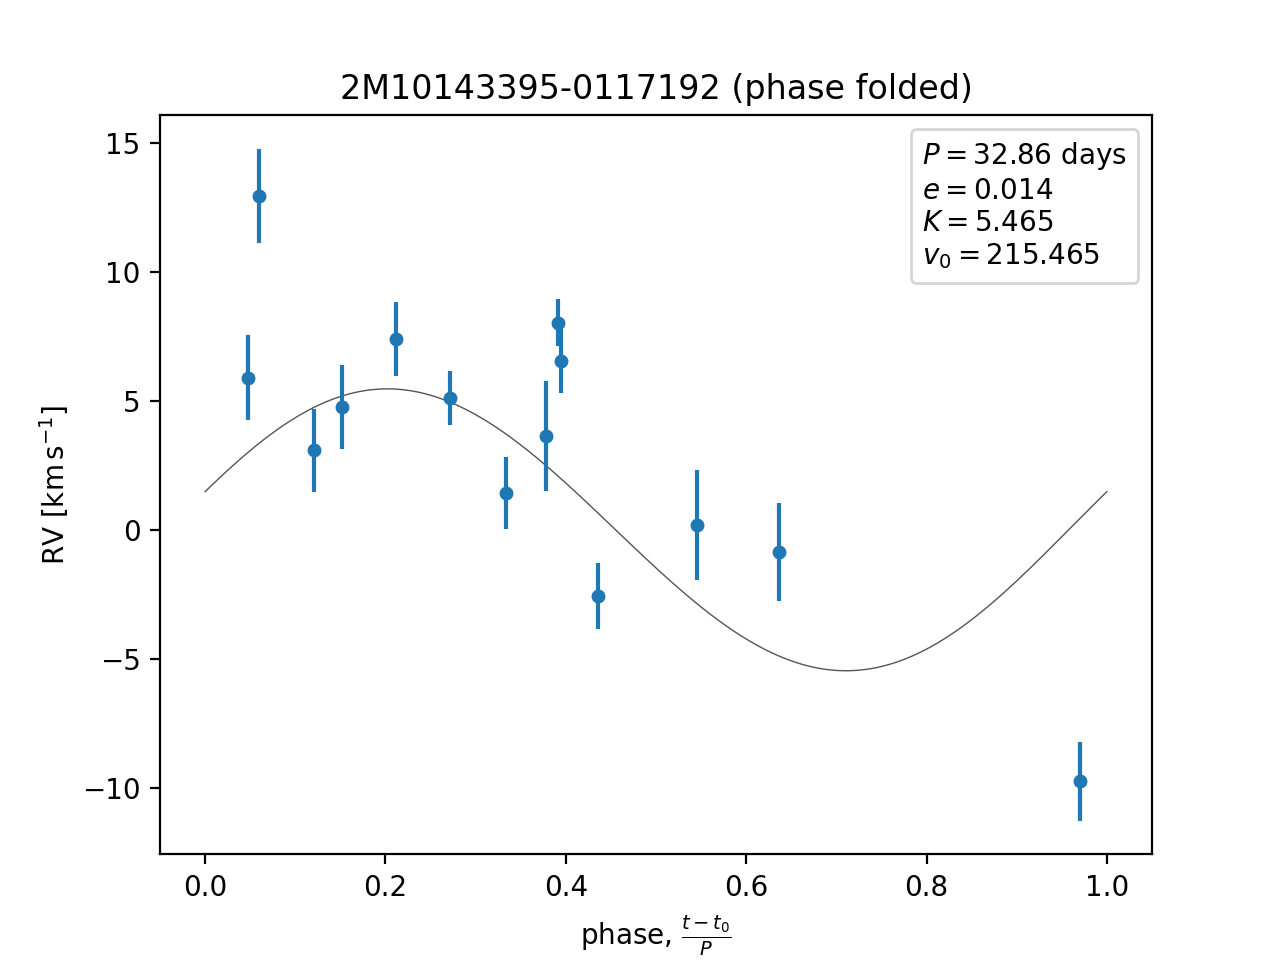 2M10143395-0117192 (phase folded)
P = 32.86 days
e = 0.014
K = 5.465
v₀ = 215.465
15
10
5
0
−5
−10
RV [km s⁻¹]
0.0 0.2 0.4 0.6 0.8 1.0
phase, (t − t₀)/P